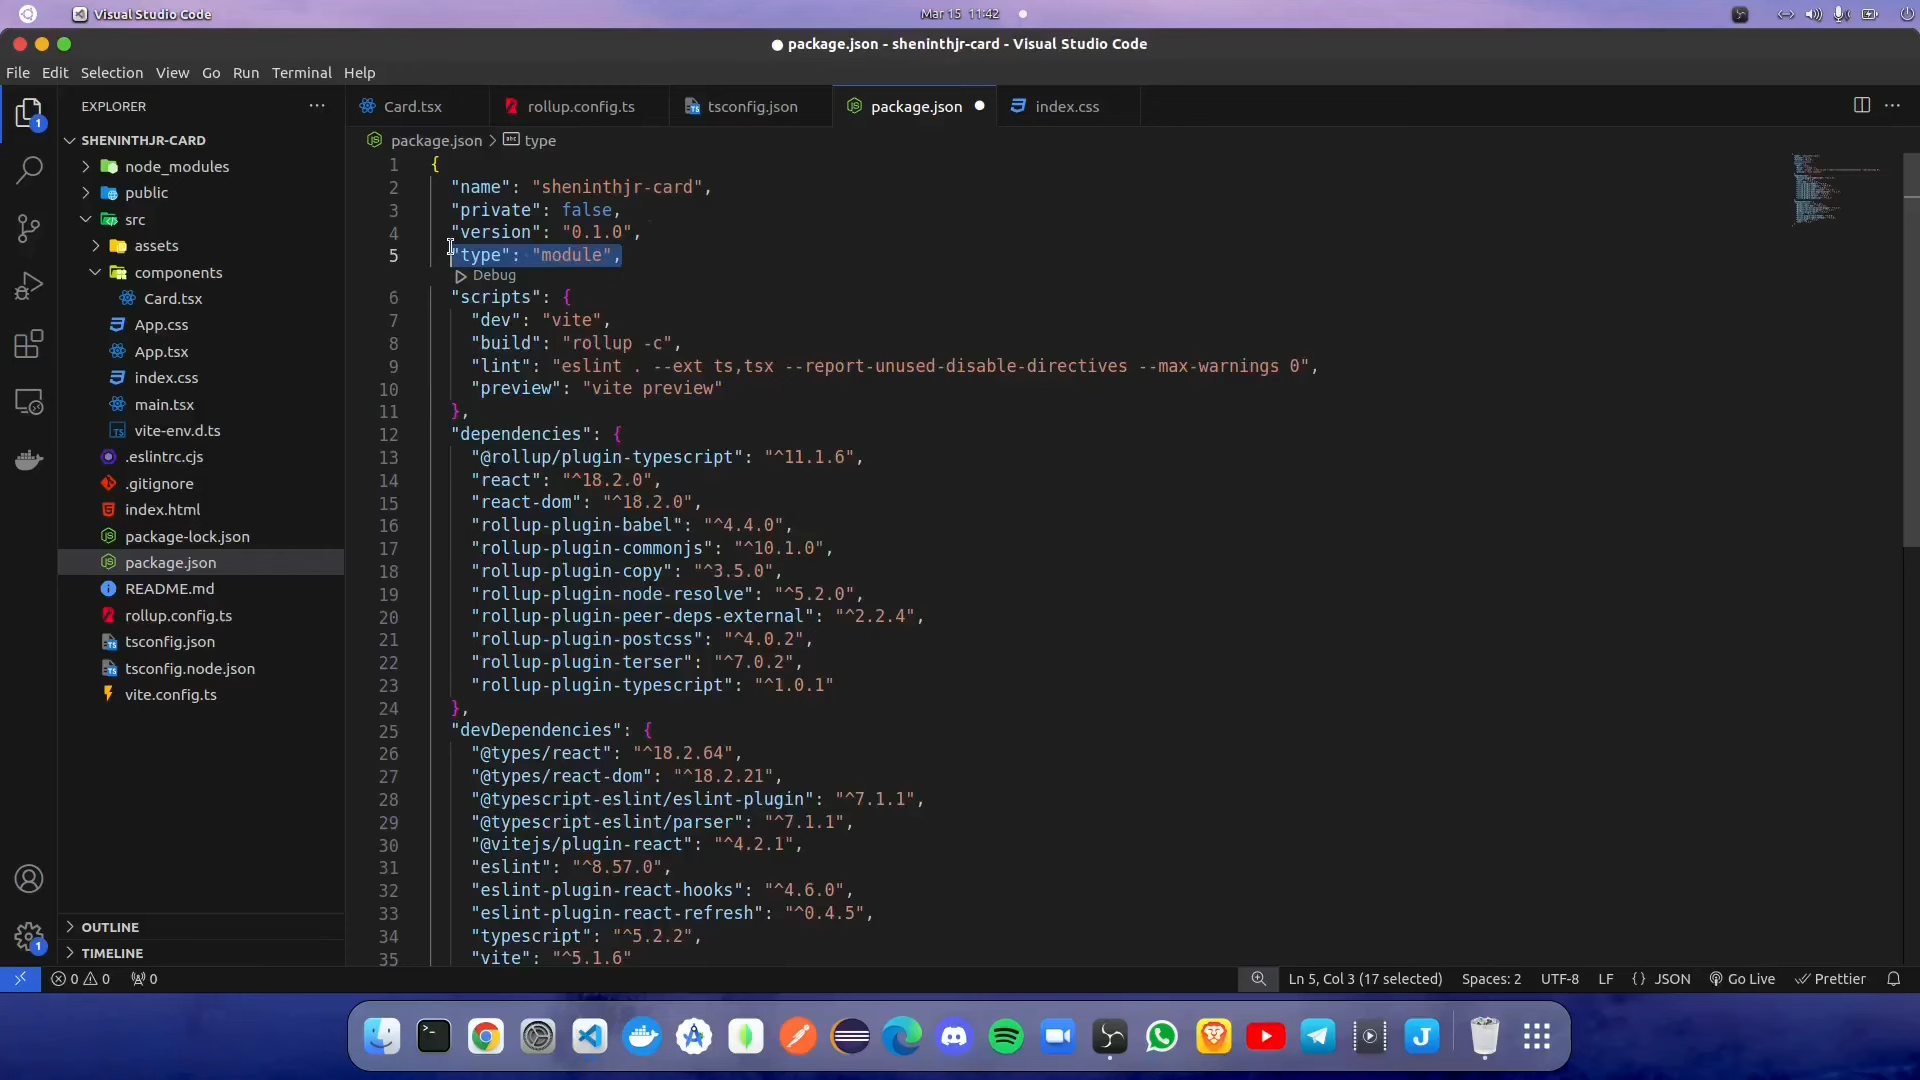 Visual Studio Code
Mar 15 11:42
package.json - sheninthjr-card - Visual Studio Code
File Edit Selection View Go Run Terminal Help
EXPLORER
SHENINTHJR-CARD
node_modules
public
src
assets
components
Card.tsx
App.css
App.tsx
index.css
main.tsx
vite-env.d.ts
.eslintrc.cjs
.gitignore
index.html
package-lock.json
package.json
README.md
rollup.config.ts
tsconfig.json
tsconfig.node.json
vite.config.ts
OUTLINE
TIMELINE
Card.tsx rollup.config.ts tsconfig.json package.json index.css
package.json > type
1 {
2 "name": "sheninthjr-card",
3 "private": false,
4 "version": "0.1.0",
5 "type": "module",
Debug
6 "scripts": {
7 "dev": "vite",
8 "build": "rollup -c",
9 "lint": "eslint . --ext ts,tsx --report-unused-disable-directives --max-warnings 0",
10 "preview": "vite preview"
11 },
12 "dependencies": {
13 "@rollup/plugin-typescript": "^11.1.6",
14 "react": "^18.2.0",
15 "react-dom": "^18.2.0",
16 "rollup-plugin-babel": "^4.4.0",
17 "rollup-plugin-commonjs": "^10.1.0",
18 "rollup-plugin-copy": "^3.5.0",
19 "rollup-plugin-node-resolve": "^5.2.0",
20 "rollup-plugin-peer-deps-external": "^2.2.4",
21 "rollup-plugin-postcss": "^4.0.2",
22 "rollup-plugin-terser": "^7.0.2",
23 "rollup-plugin-typescript": "^1.0.1"
24 },
25 "devDependencies": {
26 "@types/react": "^18.2.64",
27 "@types/react-dom": "^18.2.21",
28 "@typescript-eslint/eslint-plugin": "^7.1.1",
29 "@typescript-eslint/parser": "^7.1.1",
30 "@vitejs/plugin-react": "^4.2.1",
31 "eslint": "^8.57.0",
32 "eslint-plugin-react-hooks": "^4.6.0",
33 "eslint-plugin-react-refresh": "^0.4.5",
34 "typescript": "^5.2.2",
35 "vite": "^5.1.6"
1
1
0 0 0 Ln 5, Col 3 (17 selected) Spaces: 2 UTF-8 LF {} JSON Go Live Prettier